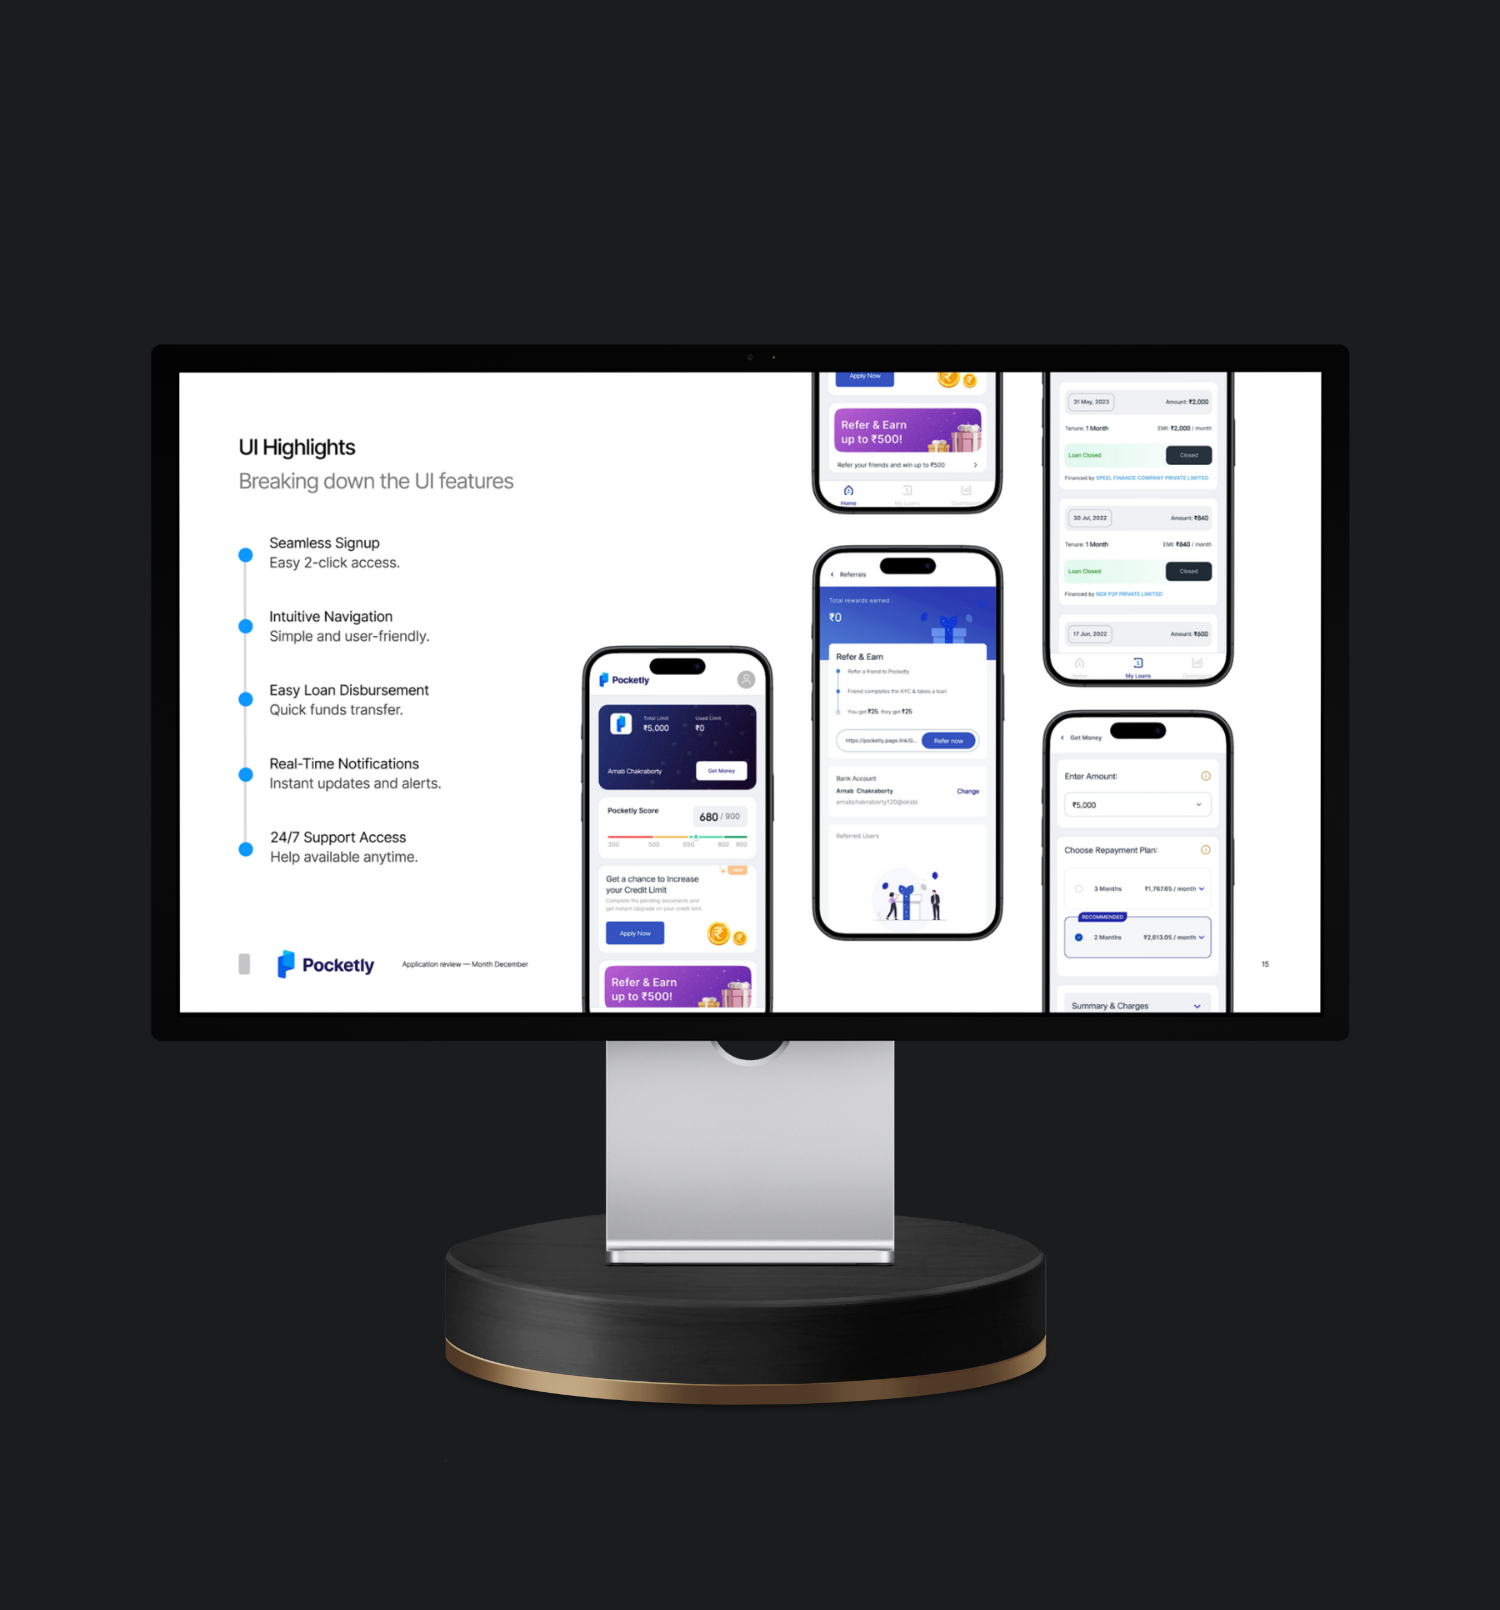 UI Highlights
Breaking down the UI features
Seamless Signup
Easy 2-click access.
Intuitive Navigation
Simple and user-friendly.
Easy Loan Disbursement
Quick funds transfer.
Real-Time Notifications
Instant updates and alerts.
24/7 Support Access
Help available anytime.
Pocketly
Application review — Month December
Pocketly
Total Limit
Used Limit
₹5,000
₹0
Arnab Chakraborty
Get Money
Pocketly Score
680 / 900
300 500 650 800 900
NEW
Get a chance to Increase
your Credit Limit
Complete the pending documents and
get instant Upgrade on your credit limit.
Apply Now
Refer & Earn
up to ₹500!
Apply Now
Refer & Earn
up to ₹500!
Refer your friends and win up to ₹500
Home
My Loans
Referrals
Total rewards earned
₹0
Refer & Earn
Refer a friend to Pocketly
Friend completes the KYC & takes a loan
You get ₹25, they get ₹25
Refer now
Bank Account
Arnab Chakraborty
Change
Referred Users
31 May, 2023
Amount: ₹2,000
Tenure: 1 Month
EMI: ₹2,000 / month
Loan Closed
Closed
Financed by SPEEL FINANCE COMPANY PRIVATE LIMITED
30 Jul, 2022
Amount: ₹840
Tenure: 1 Month
EMI: ₹840 / month
Loan Closed
Closed
Financed by NDX P2P PRIVATE LIMITED
17 Jun, 2022
Amount: ₹600
Home
My Loans
Get Money
Enter Amount:
₹5,000
Choose Repayment Plan:
3 Months
₹1,767.65 / month
RECOMMENDED
2 Months
₹2,613.05 / month
Summary & Charges
15